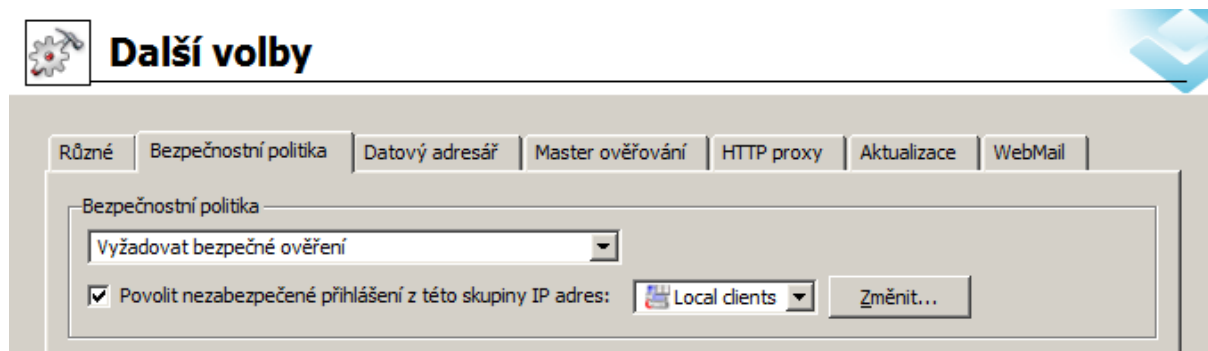 Další volby
Různé Bezpečnostní politika Datový adresář Master ověřování HTTP proxy Aktualizace WebMail
Bezpečnostní politika
Vyžadovat bezpečné ověření
Povolit nezabezpečené přihlášení z této skupiny IP adres: Local clients Změnit...